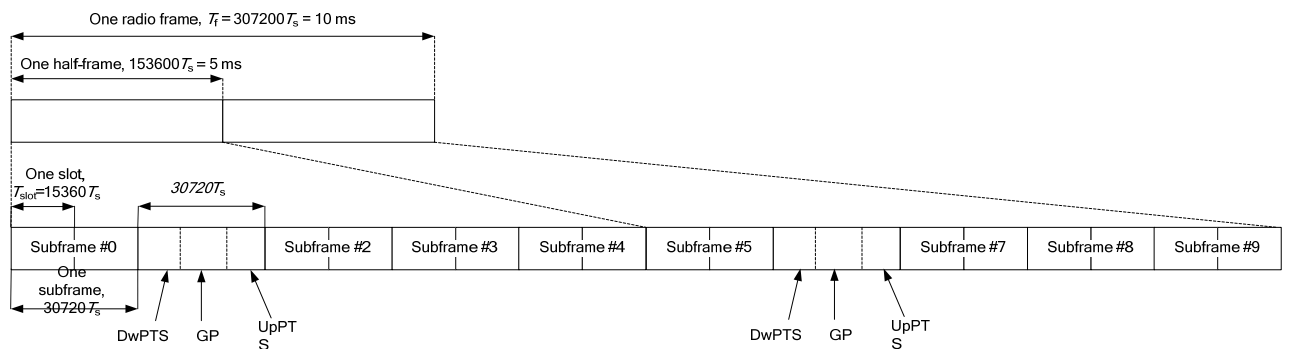 One radio frame, Tf = 307200Ts = 10 ms
One half-frame, 153600Ts = 5 ms
One slot,
Tslot=15360Ts
30720Ts
Subframe #0
Subframe #2
Subframe #3
Subframe #4
Subframe #5
Subframe #7
Subframe #8
Subframe #9
One
subframe,
30720Ts
DwPTS
GP
UpPT
S
DwPTS
GP
UpPT
S